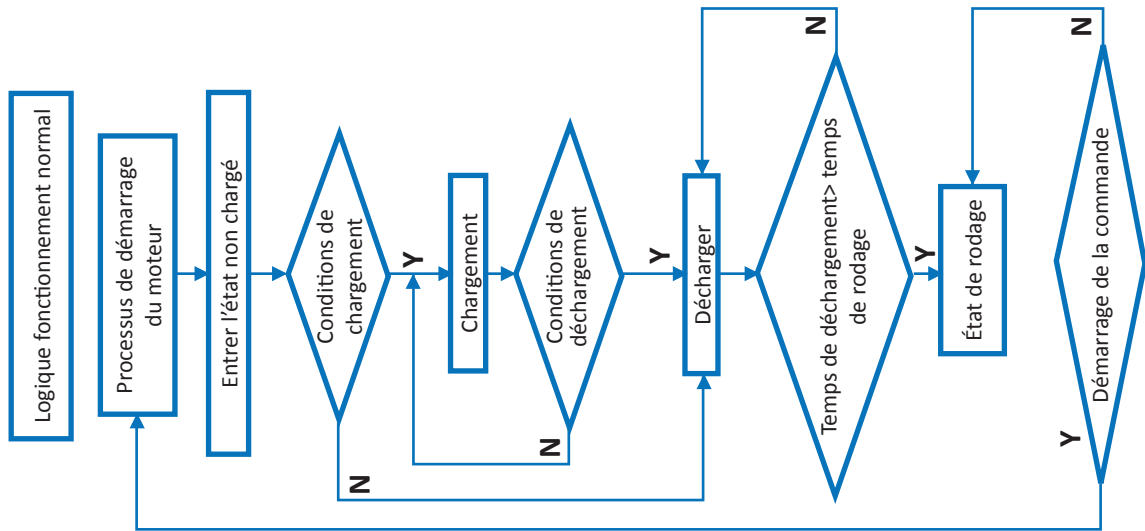 Logique fonctionnement normal
Processus de démarrage
du moteur
Entrer l'état non chargé
Conditions de
chargement
Y
N
Chargement
Conditions de
déchargement
N
Y
Décharger
Temps de déchargement> temps
de rodage
N
Y
État de rodage
Démarrage de la commande
Y
N